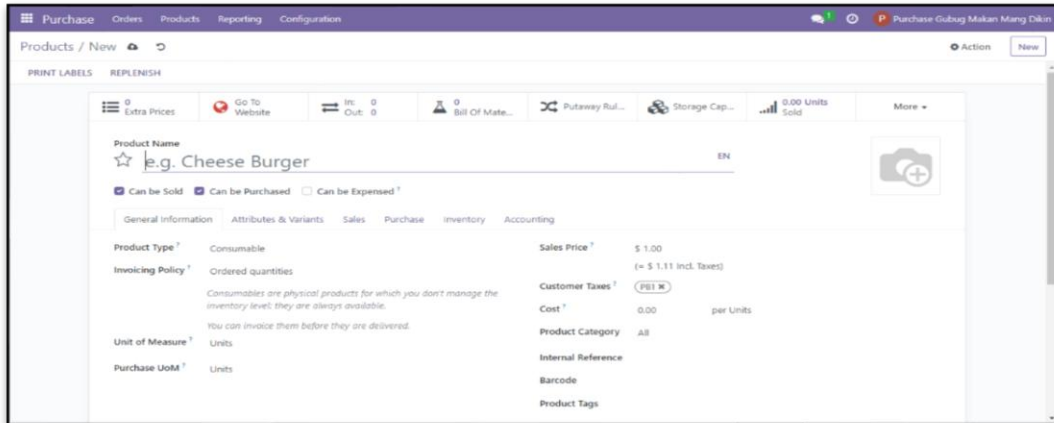 Purchase Orders Products Reporting Configuration 1 P Purchase Gubug Makan Mang Dikin
Products / New Action New
PRINT LABELS REPLENISH
0 Extra Prices
Go To Website
In: 0 Out: 0
0 Bill Of Mate...
Putaway Rul...
Storage Cap...
0.00 Units Sold
More
Product Name
e.g. Cheese Burger EN
Can be Sold Can be Purchased Can be Expensed ?
General Information Attributes & Variants Sales Purchase Inventory Accounting
Product Type ? Consumable
Invoicing Policy ? Ordered quantities
Consumables are physical products for which you don't manage the
inventory level: they are always available.
You can invoice them before they are delivered.
Unit of Measure ? Units
Purchase UoM ? Units
Sales Price ? $ 1.00
(= $ 1.11 Incl. Taxes)
Customer Taxes ? PB1 ×
Cost ? 0.00 per Units
Product Category All
Internal Reference
Barcode
Product Tags